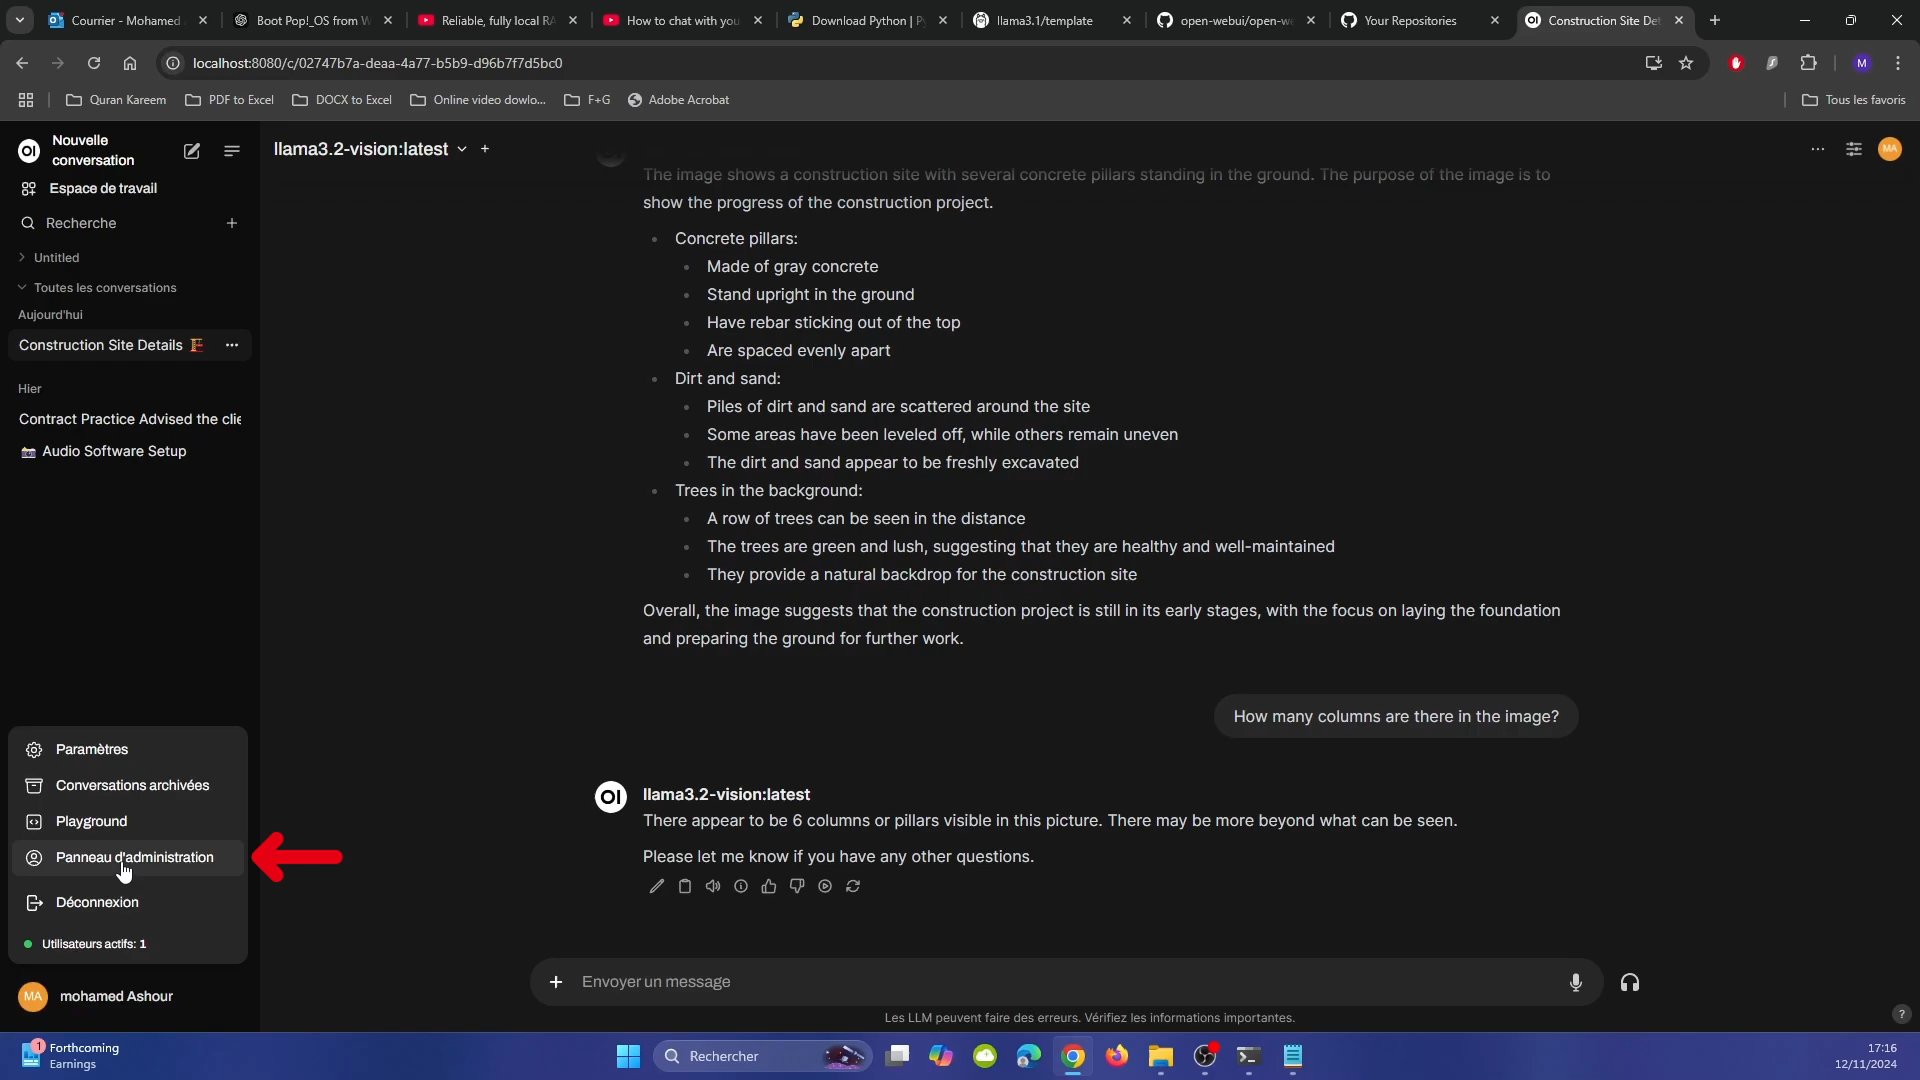 Courrier - Mohamed
Boot Pop!_OS from W
Reliable, fully local RA
How to chat with you
Download Python | P
llama3.1/template
open-webui/open-we
Your Repositories
Construction Site Det
localhost:8080/c/02747b7a-deaa-4a77-b5b9-d96b7f7d5bc0
M
Quran Kareem
PDF to Excel
DOCX to Excel
Online video dowlo...
F+G
Adobe Acrobat
Tous les favoris
OI
Nouvelle
conversation
llama3.2-vision:latest
MA
Espace de travail
Recherche
Untitled
Toutes les conversations
Aujourd'hui
Construction Site Details
Hier
Contract Practice Advised the clie
Audio Software Setup
The image shows a construction site with several concrete pillars standing in the ground. The purpose of the image is to
show the progress of the construction project.
Concrete pillars:
Made of gray concrete
Stand upright in the ground
Have rebar sticking out of the top
Are spaced evenly apart
Dirt and sand:
Piles of dirt and sand are scattered around the site
Some areas have been leveled off, while others remain uneven
The dirt and sand appear to be freshly excavated
Trees in the background:
A row of trees can be seen in the distance
The trees are green and lush, suggesting that they are healthy and well-maintained
They provide a natural backdrop for the construction site
Overall, the image suggests that the construction project is still in its early stages, with the focus on laying the foundation
and preparing the ground for further work.
How many columns are there in the image?
OI
llama3.2-vision:latest
There appear to be 6 columns or pillars visible in this picture. There may be more beyond what can be seen.
Please let me know if you have any other questions.
Paramètres
Conversations archivées
Playground
Panneau d'administration
Déconnexion
Utilisateurs actifs: 1
MA
mohamed Ashour
Envoyer un message
Les LLM peuvent faire des erreurs. Vérifiez les informations importantes.
?
1
Forthcoming
Earnings
Rechercher
17:16
12/11/2024